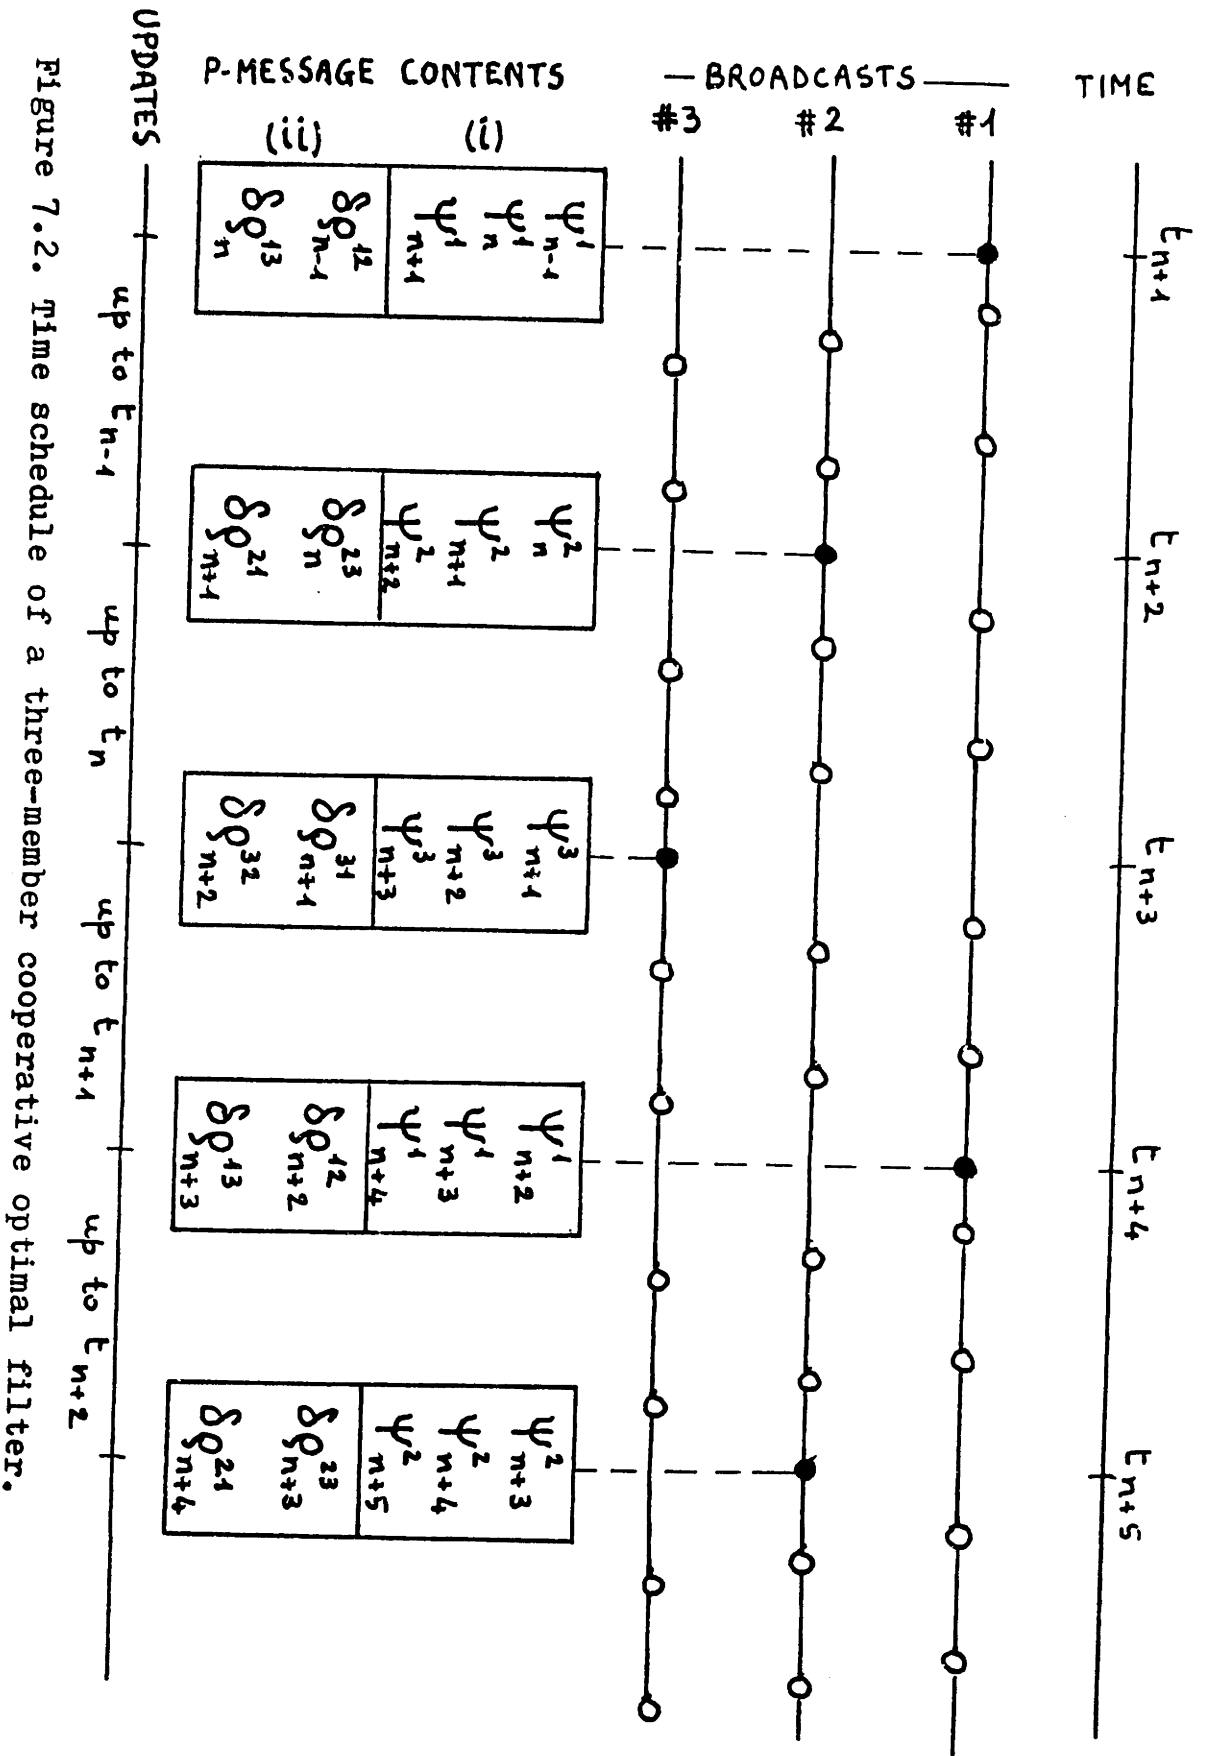 TIME
t_{n+1} t_{n+2} t_{n+3} t_{n+4} t_{n+5}
BROADCASTS
#1
#2
#3
P-MESSAGE CONTENTS
(i)
ψ^1_{n-1} ψ^2_n ψ^3_{n+1} ψ^1_{n+2} ψ^2_{n+3}
ψ^1_n ψ^2_{n+1} ψ^3_{n+2} ψ^1_{n+3} ψ^2_{n+4}
ψ^1_{n+1} ψ^2_{n+2} ψ^3_{n+3} ψ^1_{n+4} ψ^2_{n+5}
(ii)
δρ^{12}_{n-1} δρ^{23}_n δρ^{31}_{n+1} δρ^{12}_{n+2} δρ^{23}_{n+3}
δρ^{13}_n δρ^{21}_{n+1} δρ^{32}_{n+2} δρ^{13}_{n+3} δρ^{21}_{n+4}
UPDATES
up to t_{n-1} up to t_n up to t_{n+1} up to t_{n+2}
Figure 7.2. Time schedule of a three-member cooperative optimal filter.